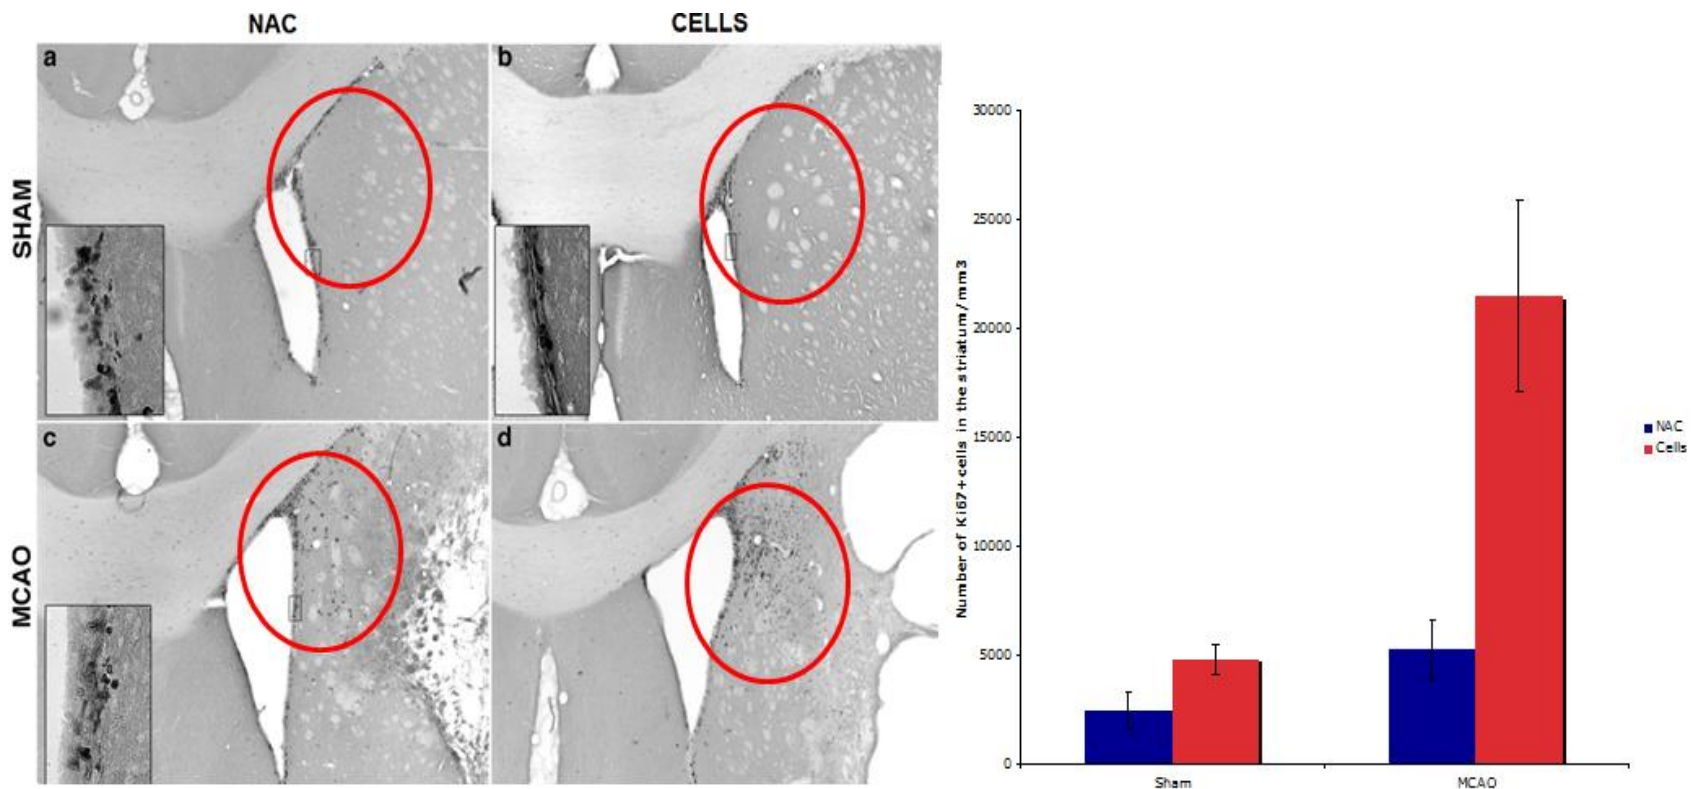 NAC
CELLS
SHAM
MCAO
a
b
c
d
Number of Ki67+cells in the striatum/mm3
30000
25000
20000
15000
10000
5000
0
Sham
MCAO
NAC
Cells